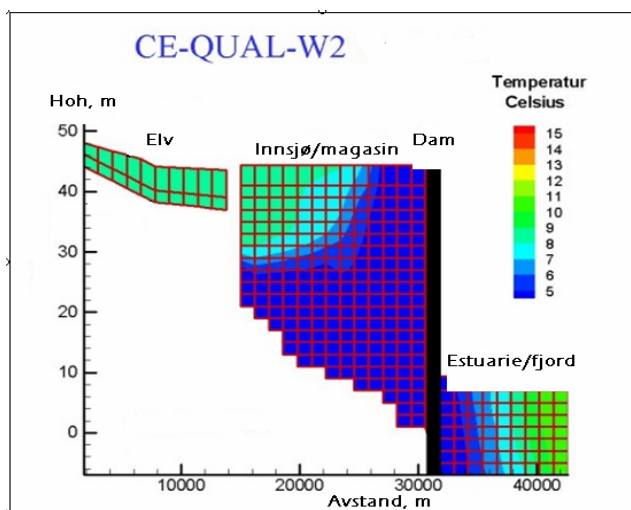 CE-QUAL-W2
Temperatur
Celsius
Hoh, m
Elv
Innsjø/magasin
Dam
50
40
30
20
10
0
15
14
13
12
11
10
9
8
7
6
5
Estuarie/fjord
10000
20000
30000
40000
Avstand, m